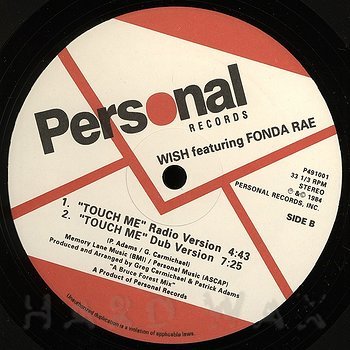 Personal
RECORDS
WISH featuring FONDA RAE
P491001
33 1/3 RPM
STEREO
℗ &© 1984
PERSONAL RECORDS, INC.
SIDE B
1. "TOUCH ME" Radio Version 4:43
2. "TOUCH ME" Dub Version 7:25
(P. Adams / G. Carmichael)
Memory Lane Music (BMI) / Personal Music (ASCAP)
Produced and Arranged by Greg Carmichael & Patrick Adams
"A Bruce Forest Mix"
A Product of Personal Records
Unauthorized duplication is a violation of applicable laws.
HARD WAX